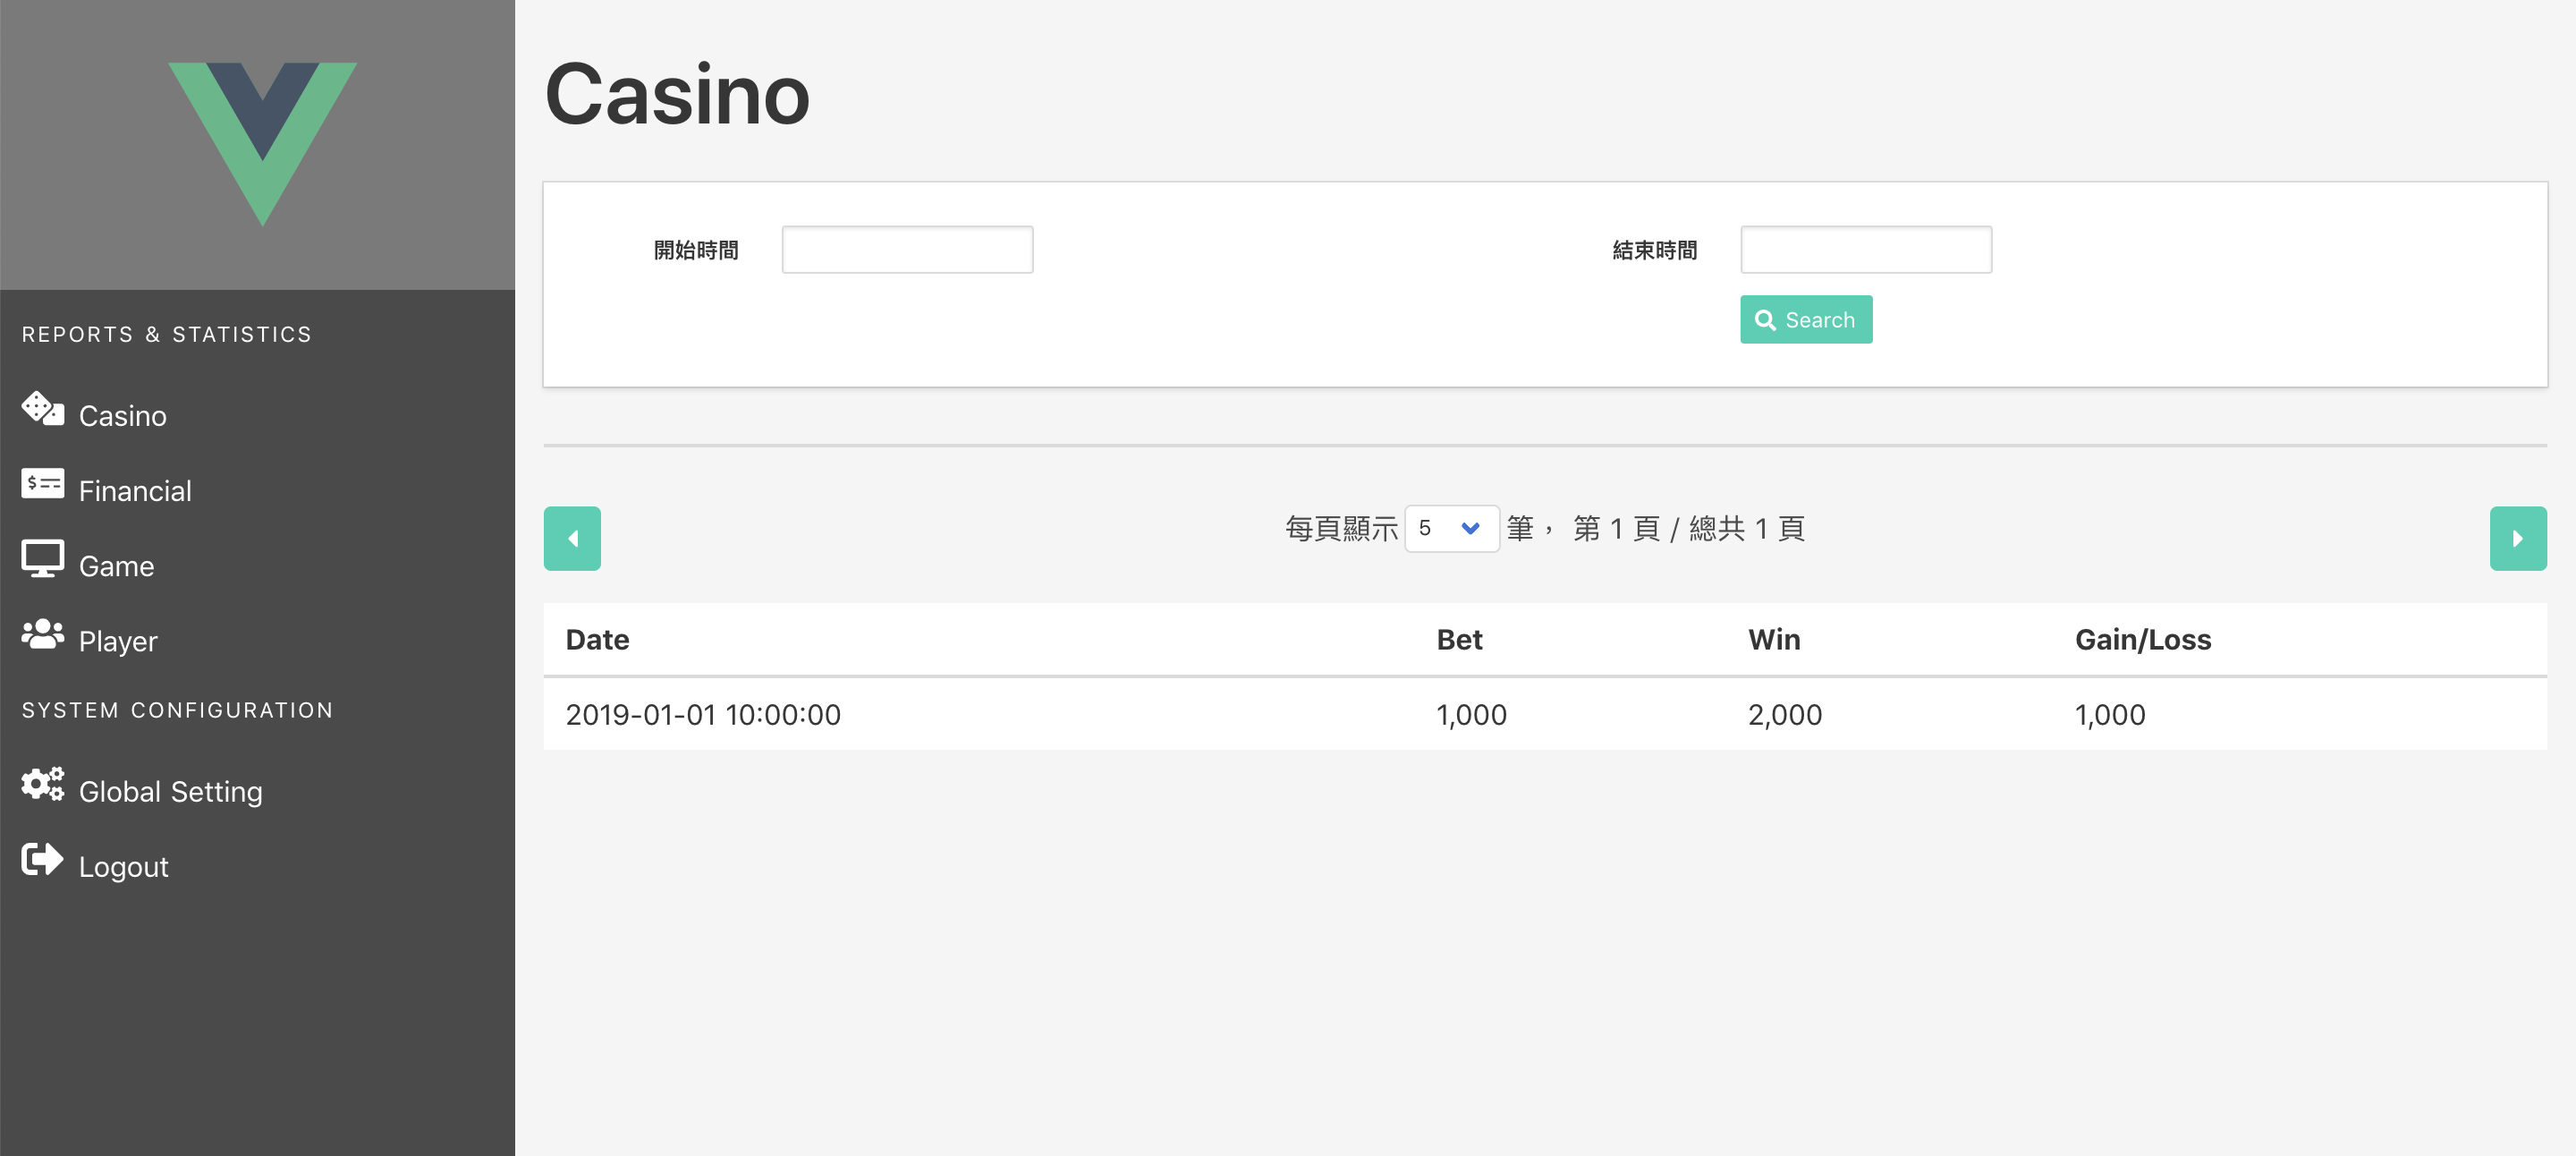 Casino
開始時間
結束時間
Search
REPORTS & STATISTICS
Casino
Financial
Game
Player
SYSTEM CONFIGURATION
Global Setting
Logout
每頁顯示 5 筆， 第 1 頁 / 總共 1 頁
Date Bet Win Gain/Loss
2019-01-01 10:00:00 1,000 2,000 1,000